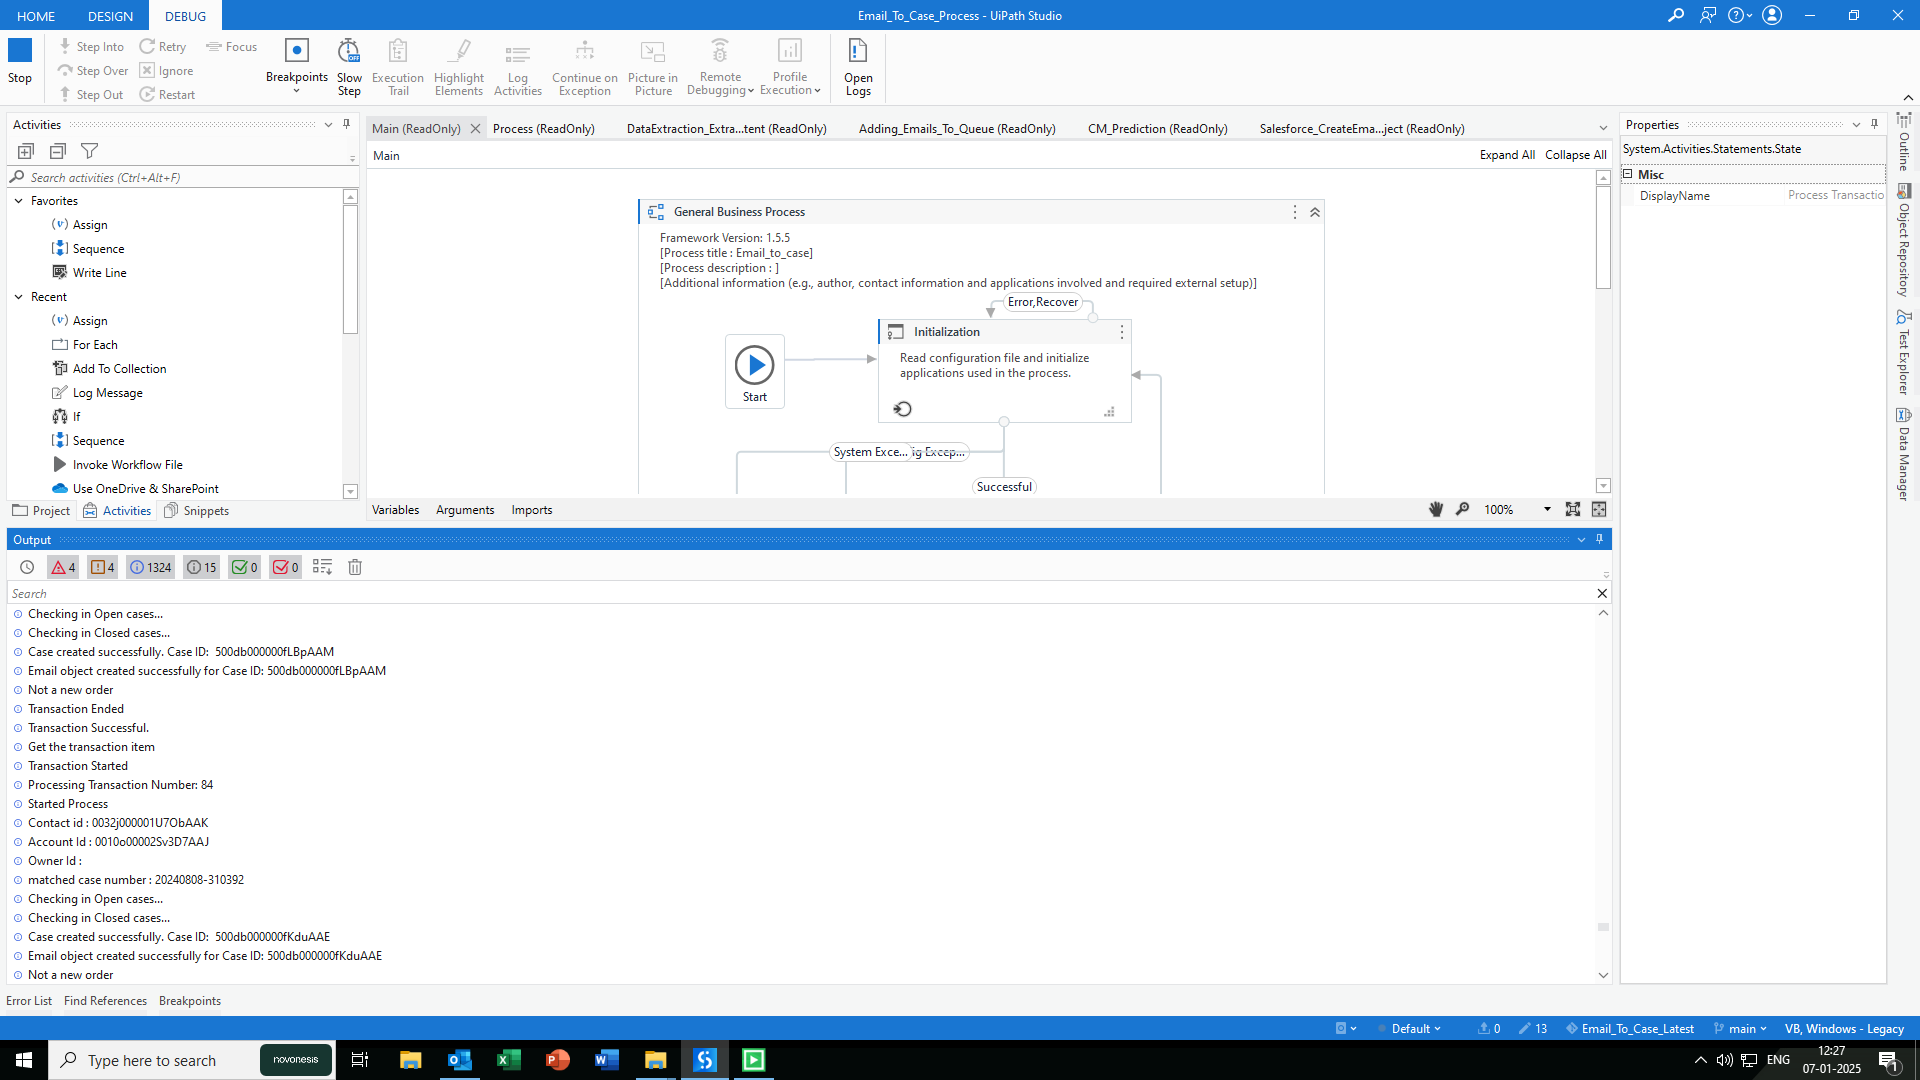 HOME DESIGN DEBUG
Email_To_Case_Process - UiPath Studio
Stop
Step Into
Step Over
Step Out
Retry
Ignore
Restart
Focus
Breakpoints
Slow Step
Execution Trail
Highlight Elements
Log Activities
Continue on Exception
Picture in Picture
Remote Debugging
Profile Execution
Open Logs
Activities
Search activities (Ctrl+Alt+F)
Favorites
Assign
Sequence
Write Line
Recent
Assign
For Each
Add To Collection
Log Message
If
Sequence
Invoke Workflow File
Use OneDrive & SharePoint
Project Activities Snippets
Main (ReadOnly) Process (ReadOnly) DataExtraction_Extra...tent (ReadOnly) Adding_Emails_To_Queue (ReadOnly) CM_Prediction (ReadOnly) Salesforce_CreateEma...ject (ReadOnly)
Main Expand All Collapse All
General Business Process
Framework Version: 1.5.5
[Process title : Email_to_case]
[Process description : ]
[Additional information (e.g., author, contact information and applications involved and required external setup)]
Error,Recover
Initialization
Read configuration file and initialize
applications used in the process.
Start
System Exce... ig Excep...
Successful
Variables Arguments Imports 100%
Properties
System.Activities.Statements.State
Misc
DisplayName Process Transactio
Outline
Object Repository
Test Explorer
Data Manager
Output
4 4 1324 15 0 0
Search
Checking in Open cases...
Checking in Closed cases...
Case created successfully. Case ID:  500db000000fLBpAAM
Email object created successfully for Case ID: 500db000000fLBpAAM
Not a new order
Transaction Ended
Transaction Successful.
Get the transaction item
Transaction Started
Processing Transaction Number: 84
Started Process
Contact id : 0032j000001U7ObAAK
Account Id : 0010o00002Sv3D7AAJ
Owner Id :
matched case number : 20240808-310392
Checking in Open cases...
Checking in Closed cases...
Case created successfully. Case ID:  500db000000fKduAAE
Email object created successfully for Case ID: 500db000000fKduAAE
Not a new order
Error List Find References Breakpoints
Default 0 13 Email_To_Case_Latest main VB, Windows - Legacy
Type here to search novonesis
ENG
12:27
07-01-2025
1